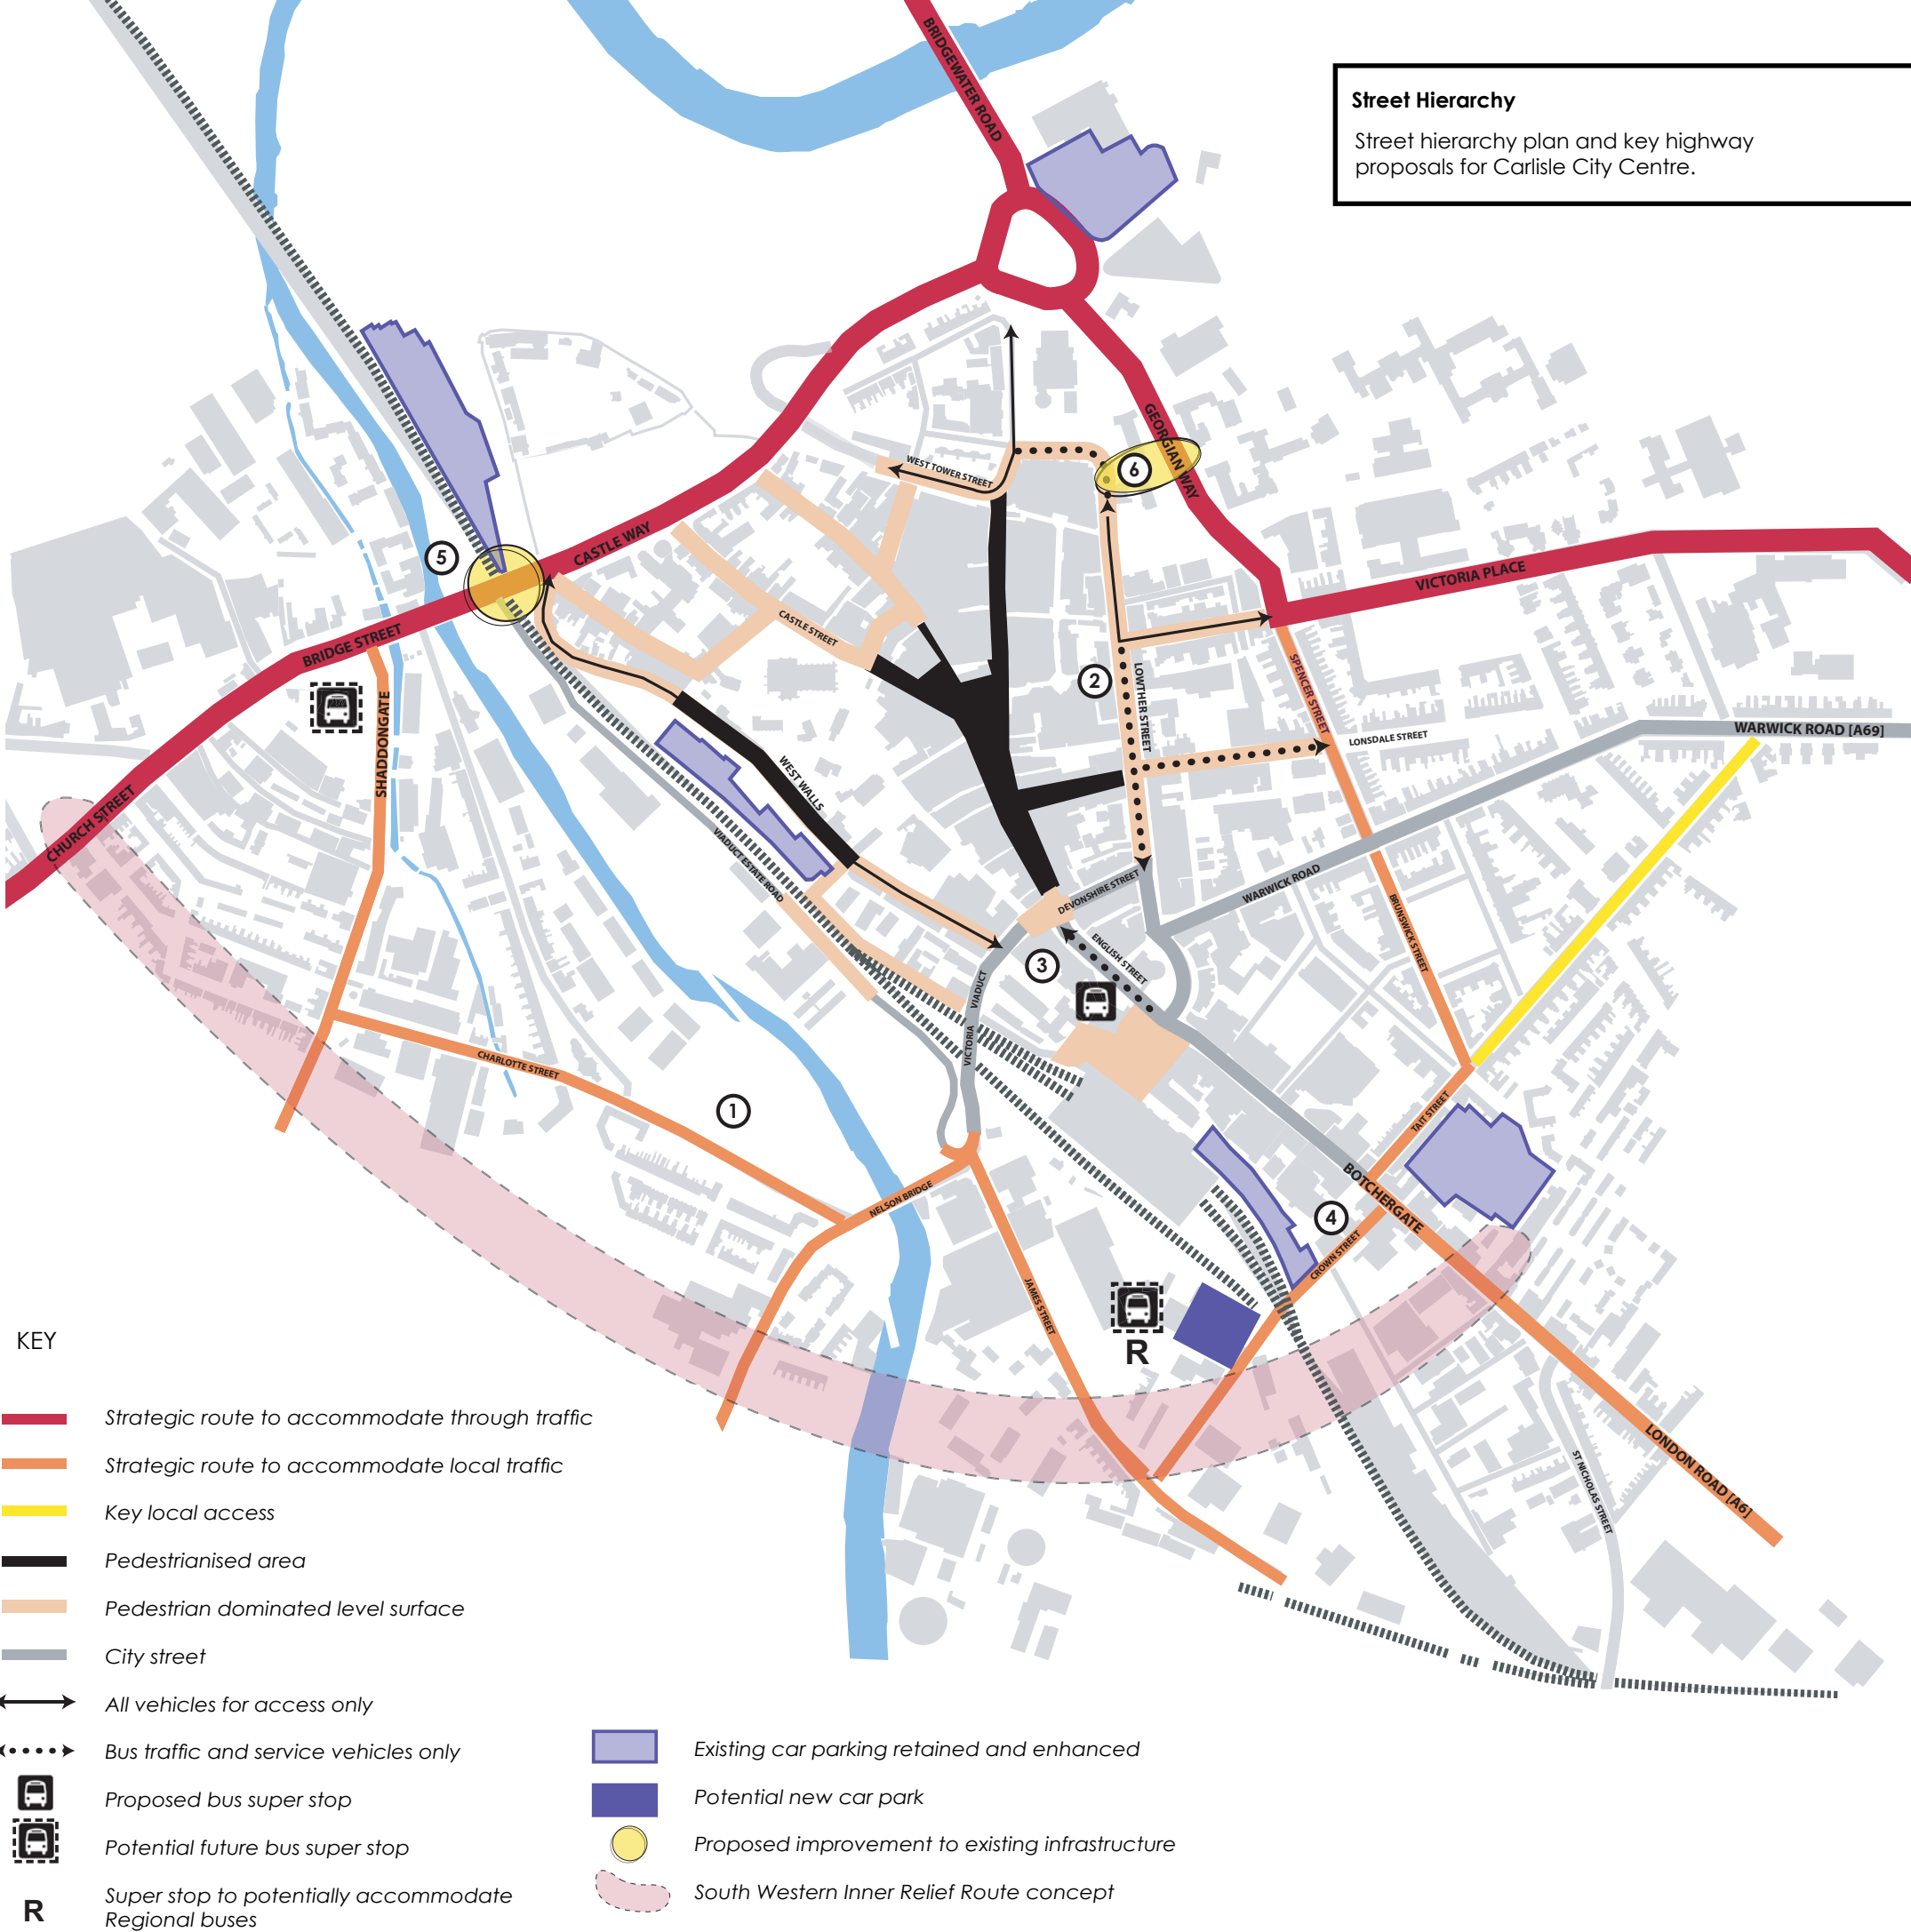 Street Hierarchy
Street hierarchy plan and key highway
proposals for Carlisle City Centre.
BRIDGEWATER ROAD
GEORGIAN WAY
WEST TOWER STREET
6
5
CASTLE WAY
VICTORIA PLACE
BRIDGE STREET
CASTLE STREET
SPENCER STREET
2
LOWTHER STREET
SHADDONGATE
LONSDALE STREET
WARWICK ROAD [A69]
WEST WALLS
CHURCH STREET
VIADUCT ESTATE ROAD
DEVONSHIRE STREET
WARWICK ROAD
BRUNSWICK STREET
ENGLISH STREET
3
VICTORIA VIADUCT
CHARLOTTE STREET
1
TAIT STREET
NELSON BRIDGE
BOTCHERGATE
4
CROWN STREET
JAMES STREET
R
LONDON ROAD [A6]
ST NICHOLAS STREET
KEY
Strategic route to accommodate through traffic
Strategic route to accommodate local traffic
Key local access
Pedestrianised area
Pedestrian dominated level surface
City street
All vehicles for access only
Bus traffic and service vehicles only
Proposed bus super stop
Potential future bus super stop
R
Super stop to potentially accommodate
Regional buses
Existing car parking retained and enhanced
Potential new car park
Proposed improvement to existing infrastructure
South Western Inner Relief Route concept